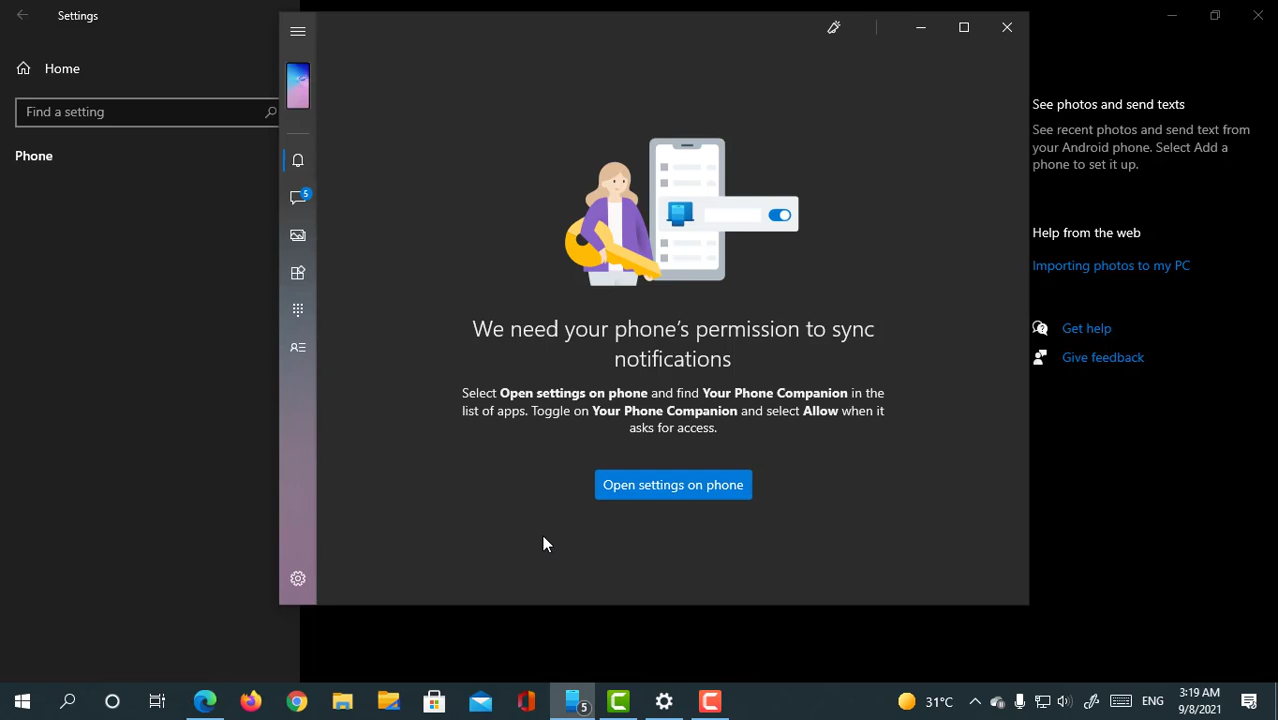 Settings
Home
Find a setting
Phone
5
We need your phone's permission to sync
notifications
Select Open settings on phone and find Your Phone Companion in the
list of apps. Toggle on Your Phone Companion and select Allow when it
asks for access.
Open settings on phone
See photos and send texts
See recent photos and send text from
your Android phone. Select Add a
phone to set it up.
Help from the web
Importing photos to my PC
Get help
Give feedback
5
31°C
ENG
3:19 AM
9/8/2021